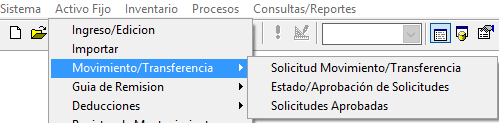 Sistema Activo Fijo Inventario Procesos Consultas/Reportes
Ingreso/Edicion
Importar
Movimiento/Transferencia
Guia de Remision
Deducciones
Solicitud Movimiento/Transferencia
Estado/Aprobación de Solicitudes
Solicitudes Aprobadas